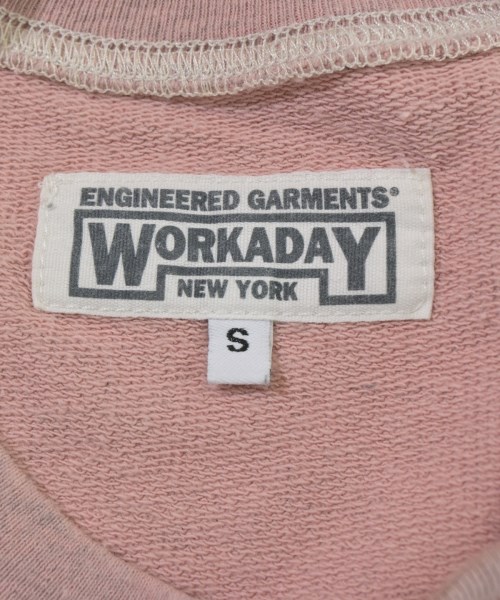 ENGINEERED GARMENTS®
WORKADAY
NEW YORK
S